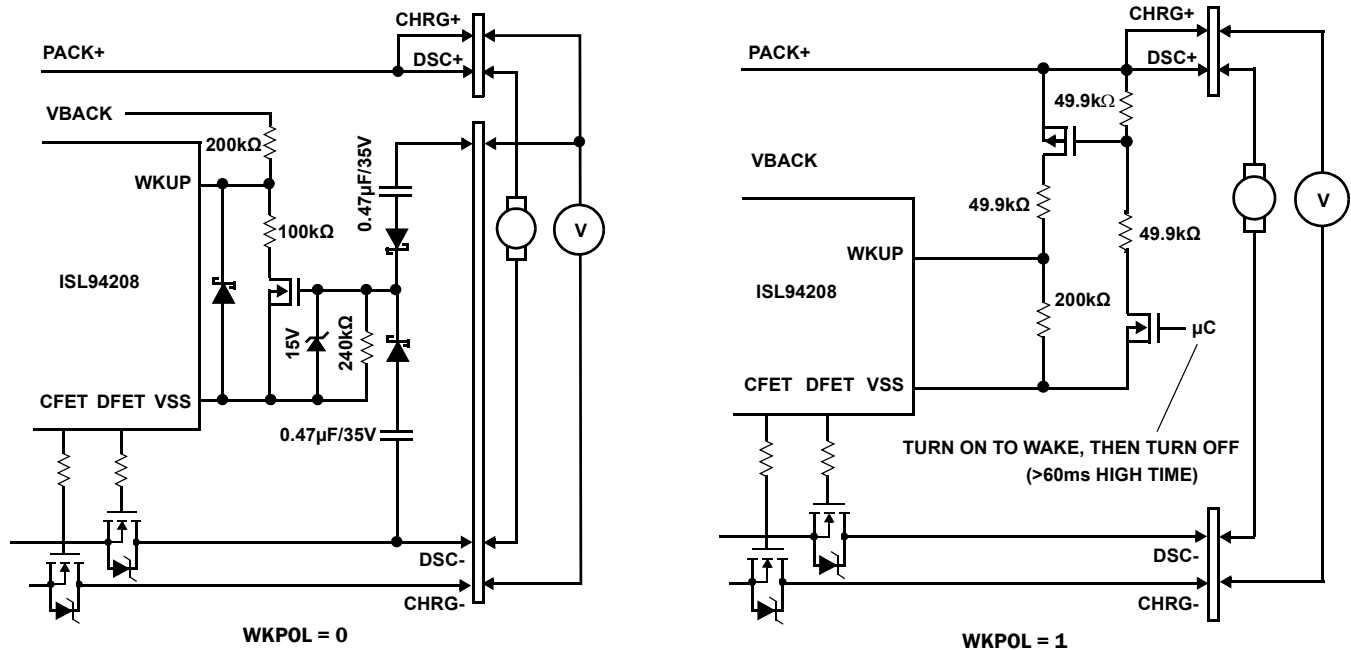 CHRG+
PACK+
DSC+
VBACK
200kΩ
WKUP
0.47µF/35V
100kΩ
V
ISL94208
15V
240kΩ
CFET DFET VSS
0.47µF/35V
DSC-
CHRG-
WKPOL = 0
CHRG+
PACK+
DSC+
49.9kΩ
VBACK
49.9kΩ
V
49.9kΩ
WKUP
200kΩ
ISL94208
µC
CFET DFET VSS
TURN ON TO WAKE, THEN TURN OFF
(>60ms HIGH TIME)
DSC-
CHRG-
WKPOL = 1